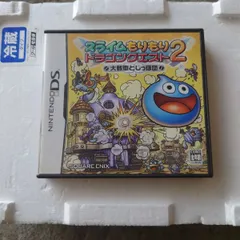 冷蔵
スライムもりもり
ドラゴンクエスト2
大戦車としっぽ団
NINTENDO DS
SQUARE ENIX